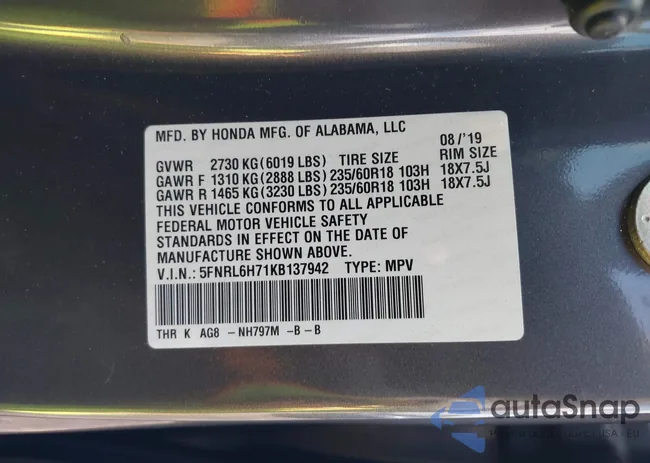 MFD. BY HONDA MFG. OF ALABAMA, LLC
08/'19
GVWR 2730 KG(6019 LBS) TIRE SIZE RIM SIZE
GAWR F 1310 KG(2888 LBS)235/60R18 103H 18X7.5J
GAWR R 1465 KG(3230 LBS)235/60R18 103H 18X7.5J
THIS VEHICLE CONFORMS TO ALL APPLICABLE
FEDERAL MOTOR VEHICLE SAFETY
STANDARDS IN EFFECT ON THE DATE OF
MANUFACTURE SHOWN ABOVE.
V.I.N.: 5FNRL6H71KB137942 TYPE: MPV
THR K AG8 -NH797M -B-B
autoSnap